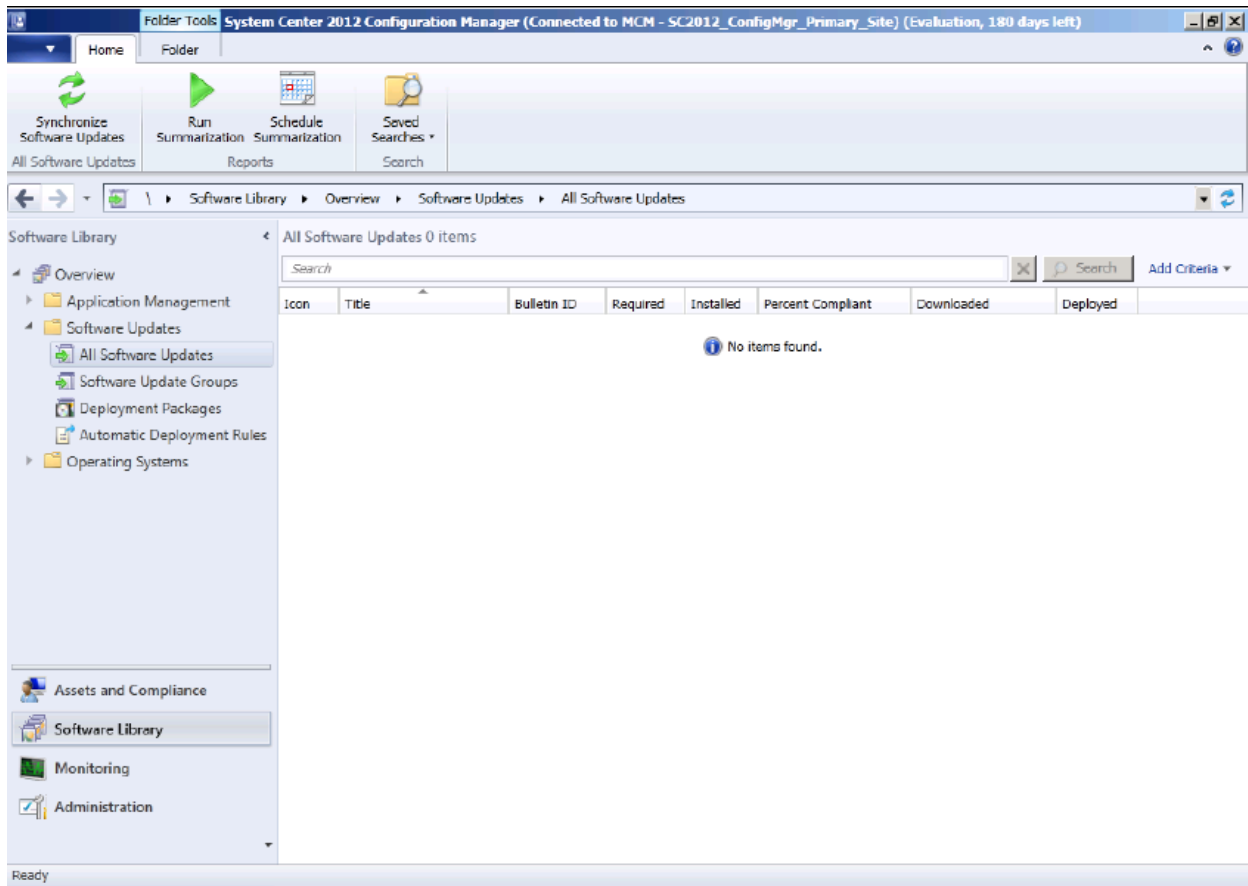 Folder Tools System Center 2012 Configuration Manager (Connected to MCM - SC2012_ConfigMgr_Primary_Site) (Evaluation, 180 days left)
Home Folder
Synchronize Software Updates
Run Summarization
Schedule Summarization
Saved Searches
All Software Updates Reports Search
\ Software Library Overview Software Updates All Software Updates
Software Library
Overview
Application Management
Software Updates
All Software Updates
Software Update Groups
Deployment Packages
Automatic Deployment Rules
Operating Systems
Assets and Compliance
Software Library
Monitoring
Administration
All Software Updates 0 items
Search Search Add Criteria
Icon Title Bulletin ID Required Installed Percent Compliant Downloaded Deployed
No items found.
Ready